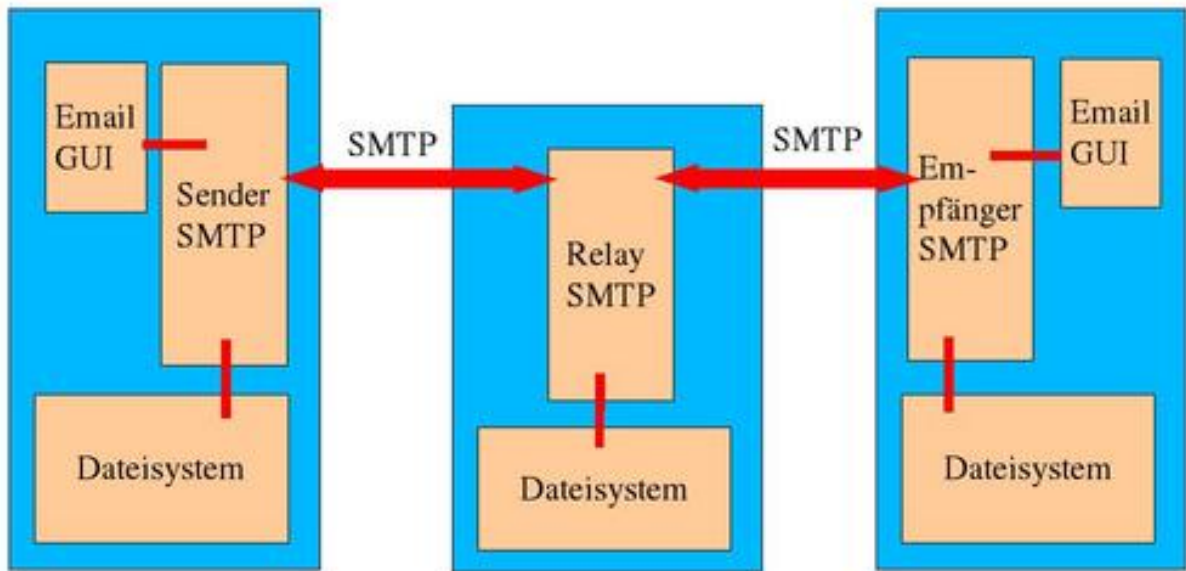 Email
GUI
Sender
SMTP
Dateisystem
SMTP
Relay
SMTP
Dateisystem
SMTP
Em-
pfänger
SMTP
Email
GUI
Dateisystem